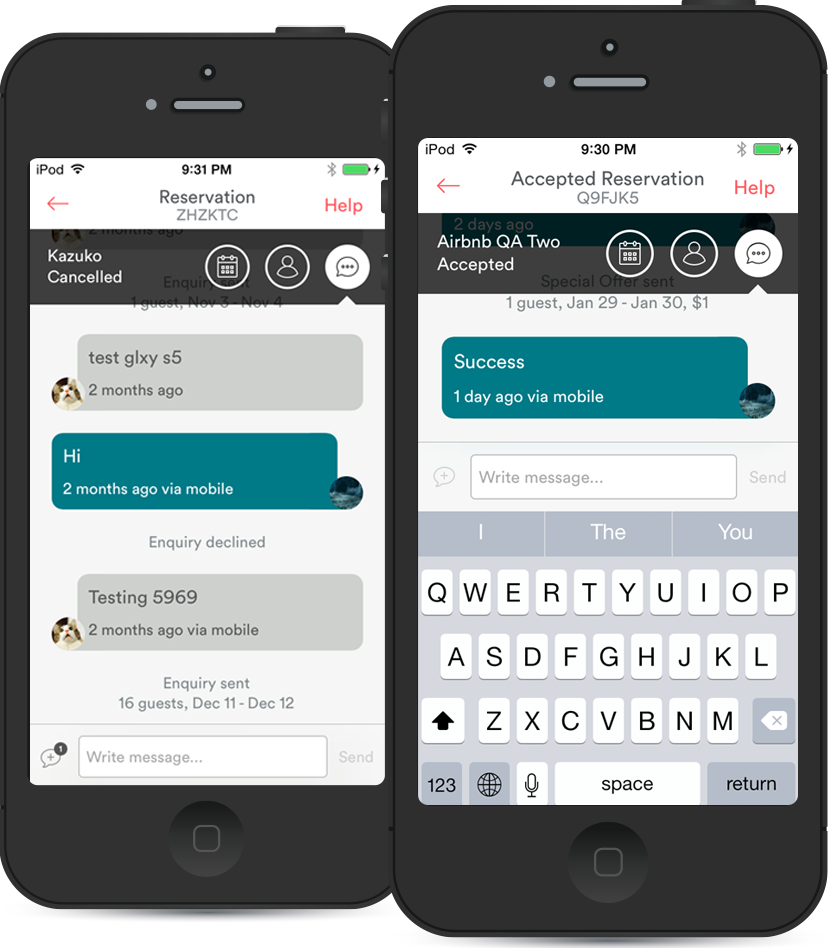 iPod 9:31 PM
Reservation
ZHZKTC
Help
2 months ago
Kazuko
Cancelled
Enquiry sent
1 guest, Nov 3 - Nov 4
test glxy s5
2 months ago
Hi
2 months ago via mobile
Enquiry declined
Testing 5969
2 months ago via mobile
Enquiry sent
16 guests, Dec 11 - Dec 12
1
Write message...
Send
iPod 9:30 PM
Accepted Reservation
Q9FJK5
Help
2 days ago
Airbnb QA Two
Accepted
Special Offer sent
1 guest, Jan 29 - Jan 30, $1
Success
1 day ago via mobile
Write message...
Send
I The You
Q W E R T Y U I O P
A S D F G H J K L
Z X C V B N M
123 space return